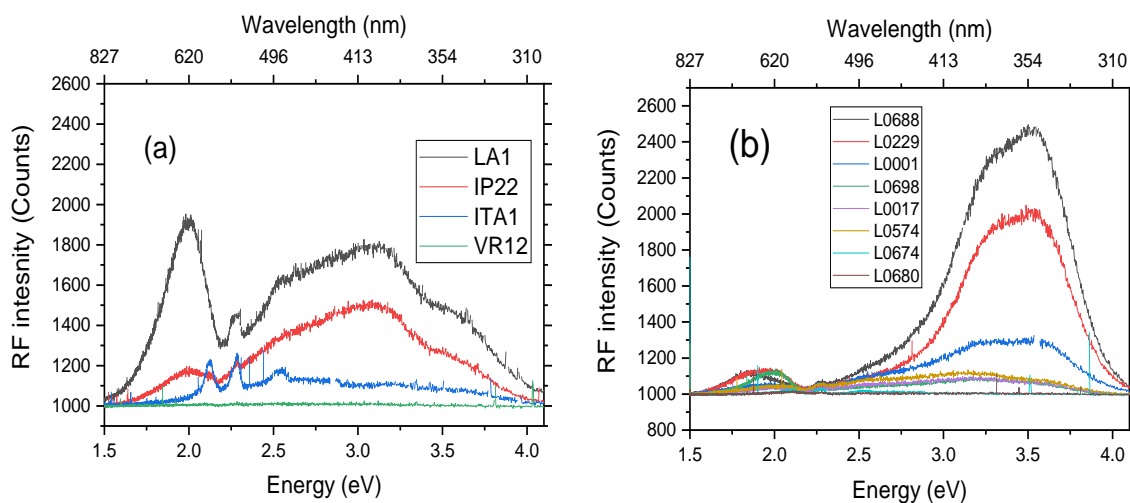 Wavelength (nm)
827 620 496 413 354 310
2600
2400
2200
2000
1800
1600
1400
1200
1000
RF intesnity (Counts)
(a)
LA1
IP22
ITA1
VR12
1.5 2.0 2.5 3.0 3.5 4.0
Energy (eV)
Wavelength (nm)
827 620 496 413 354 310
2600
2400
2200
2000
1800
1600
1400
1200
1000
800
RF intensity (Counts)
(b)
L0688
L0229
L0001
L0698
L0017
L0574
L0674
L0680
1.5 2.0 2.5 3.0 3.5 4.0
Energy (eV)